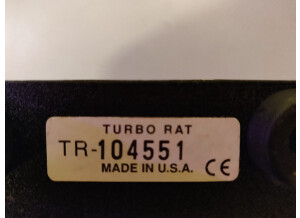 TURBO RAT
TR-104551
MADE IN U.S.A. CE